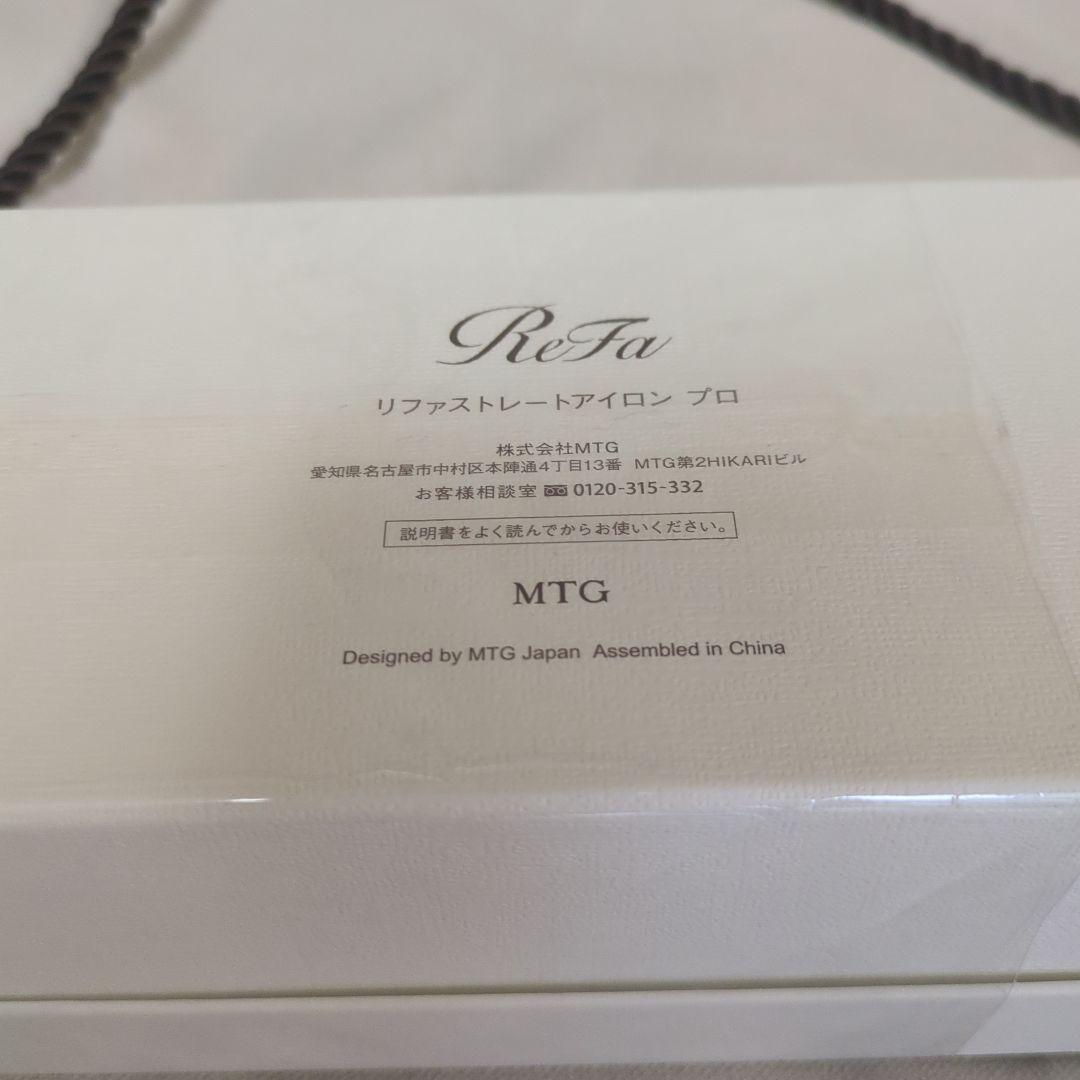 ReFa
リファストレートアイロン プロ
株式会社MTG
愛知県名古屋市中村区本陣通4丁目13番 MTG第2HIKARIビル
お客様相談室 0120-315-332
説明書をよく読んでからお使いください。
MTG
Designed by MTG Japan Assembled in China